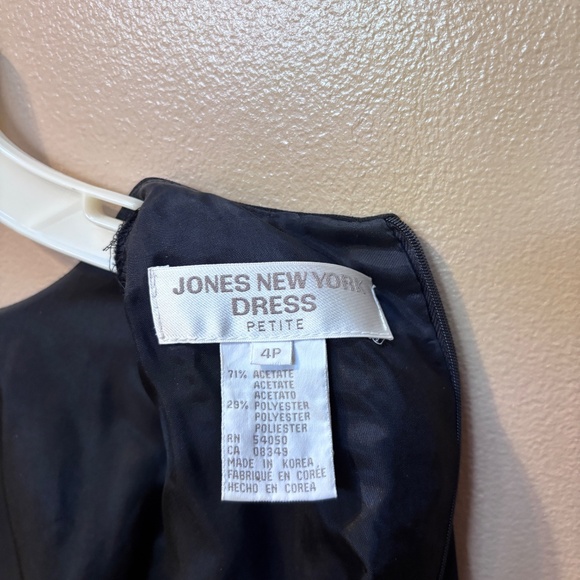 JONES NEW YORK
DRESS
PETITE
4P
71% ACETATE
ACETATE
ACETATO
29% POLYESTER
POLYESTER
POLIESTER
RN 54050
CA 08349
MADE IN KOREA
FABRIQUÉ EN CORÉE
HECHO EN COREA